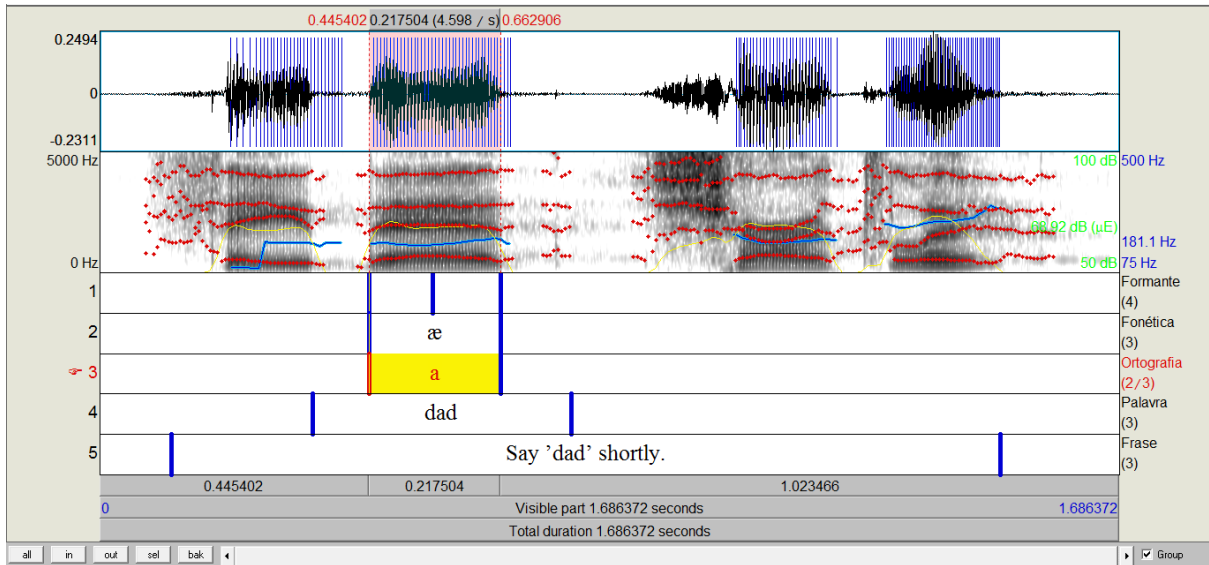 0.445402 0.217504 (4.598 / s) 0.662906
0.2494
0
-0.2311
5000 Hz
100 dB 500 Hz
68.92 dB (µE)
181.1 Hz
0 Hz
50 dB 75 Hz
1
Formante
(4)
2
æ
Fonética
(3)
☞ 3
a
Ortografia
(2/3)
4
dad
Palavra
(3)
5
Say ’dad’ shortly.
Frase
(3)
0.445402 0.217504 1.023466
0 Visible part 1.686372 seconds 1.686372
Total duration 1.686372 seconds
all in out sel bak Group